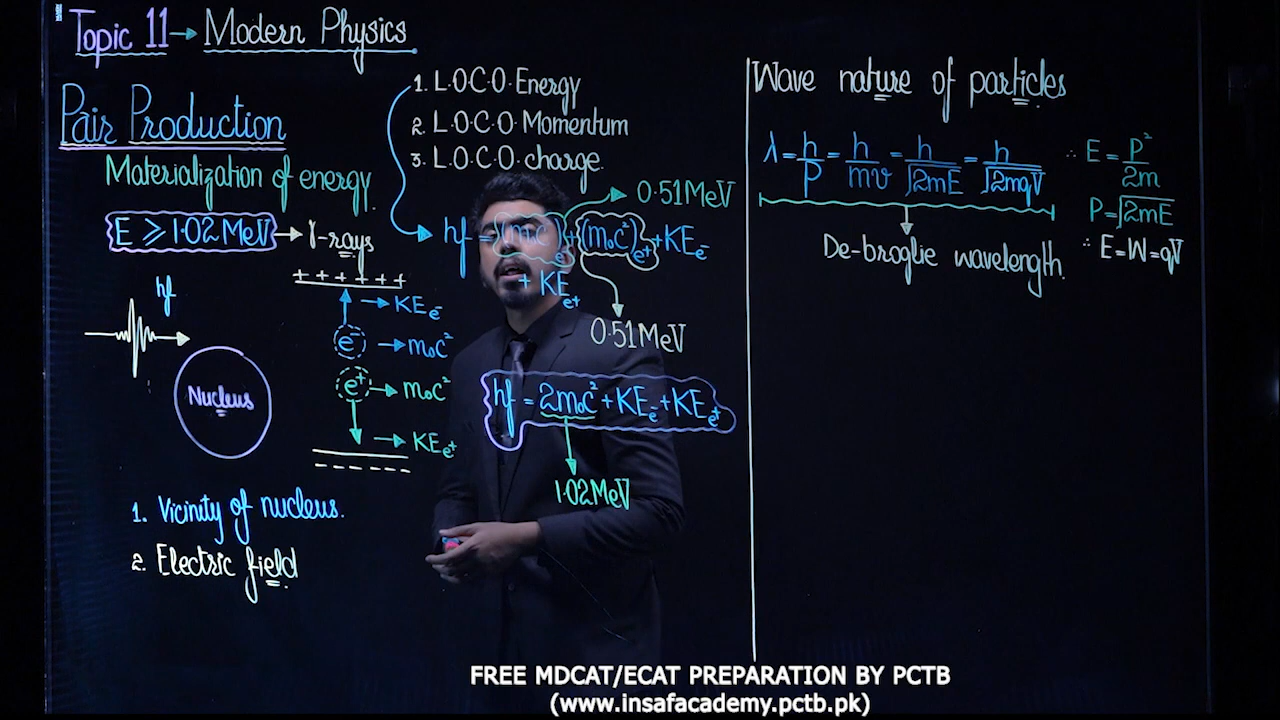 Topic 11 → Modern Physics
Pair Production
Materialization of energy.
E ⩾ 1.02 MeV → γ-rays
hf
Nucleus
+ + + + + +
→ KEe⁻
e⁻ → m₀c²
e⁺ → m₀c²
→ KEe⁺
- - - - - -
1. Vicinity of nucleus.
2. Electric field
1. L.O.C.O. Energy
2. L.O.C.O. Momentum
3. L.O.C.O. charge.
0.51 MeV
hf = (m₀c²)e⁻ + (m₀c²)e⁺ + KEe⁻
+ KEe⁺
0.51 MeV
hf = 2m₀c² + KEe⁻ + KEe⁺
1.02 MeV
Wave nature of particles
λ = h/P = h/mv = h/√2mE = h/√2mqV
De-broglie wavelength.
∴ E = P²/2m
P = √2mE
∴ E = W = qV
FREE MDCAT/ECAT PREPARATION BY PCTB
(www.insafacademy.pctb.pk)